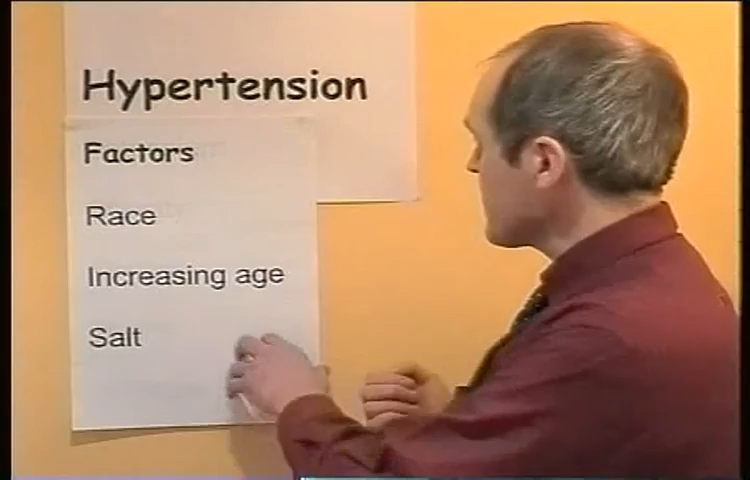 Hypertension
Factors
Race
Increasing age
Salt